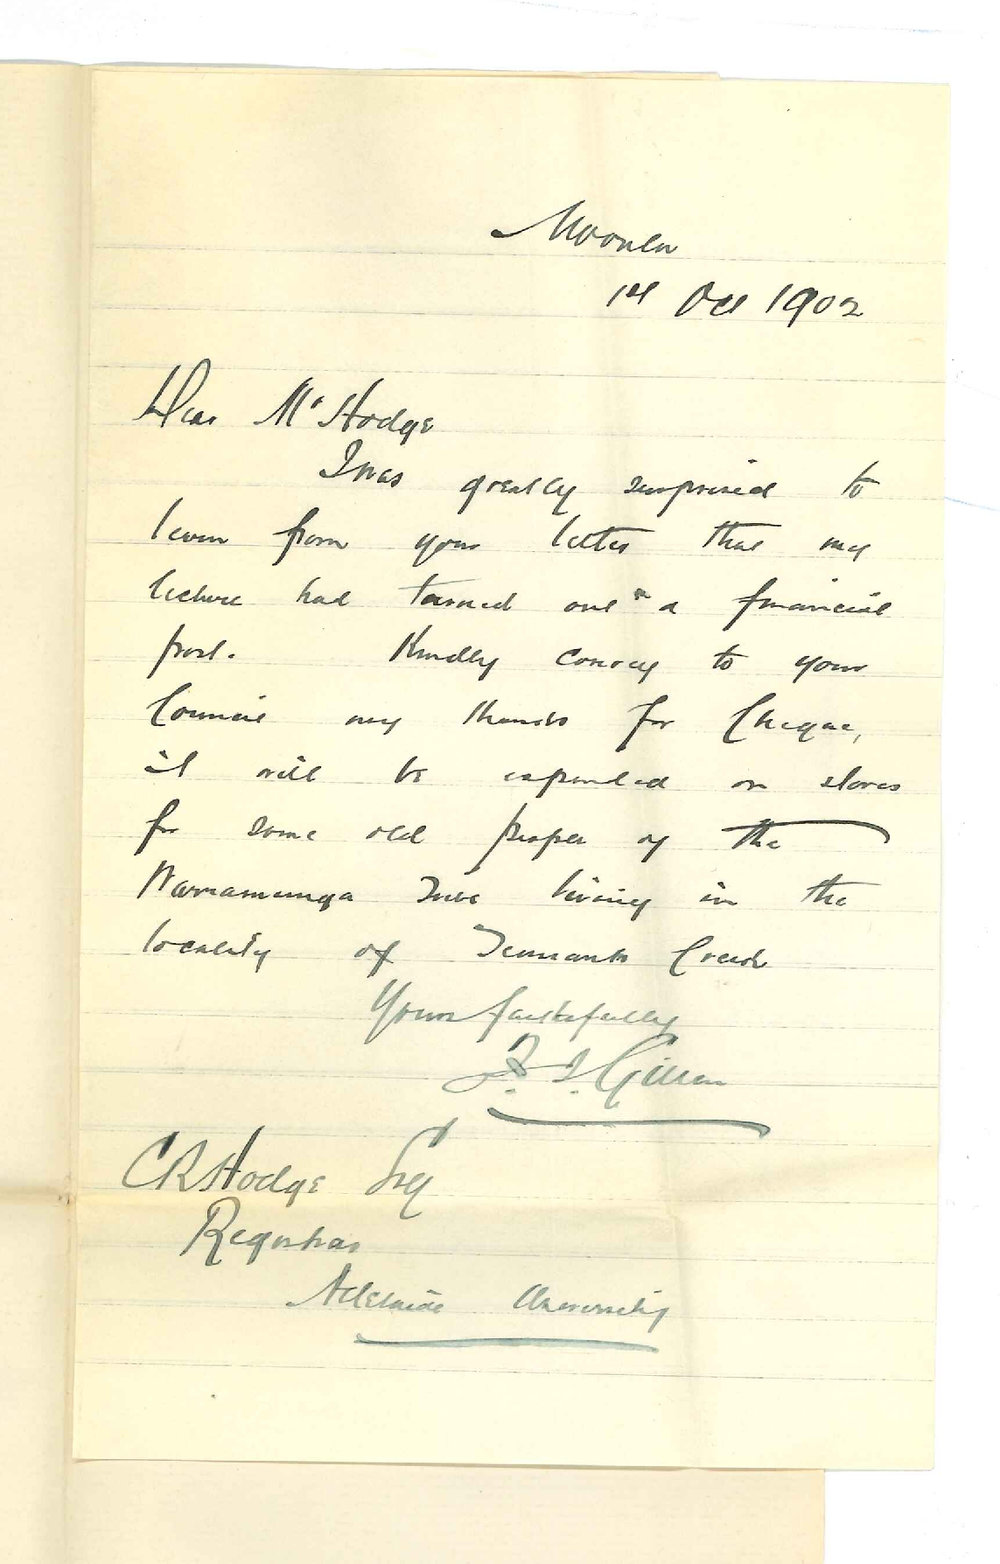 Moonta
1st Oct 1902
Dear Mr Hodge
I was greatly surprised to
learn from your letter that my
lecture had turned out a financial
frost. Kindly convey to your
Council my thanks for Cheque,
it will be expended on stores
for some old people of the
Warramunga Tribe living in the
locality of Tennants Creek
Yours faithfully
F. J. Gillen
C R Hodge Esq
Registrar
Adelaide University